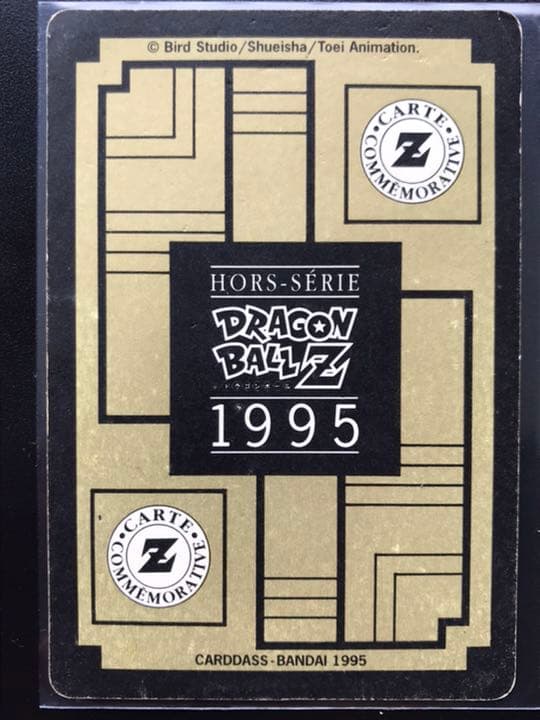 © Bird Studio/Shueisha/Toei Animation.
• CARTE •
Z
COMMÉMORATIVE
HORS-SÉRIE
DRAGON
BALL Z
ドラゴンボール
1995
• CARTE •
Z
COMMÉMORATIVE
CARDDASS-BANDAI 1995